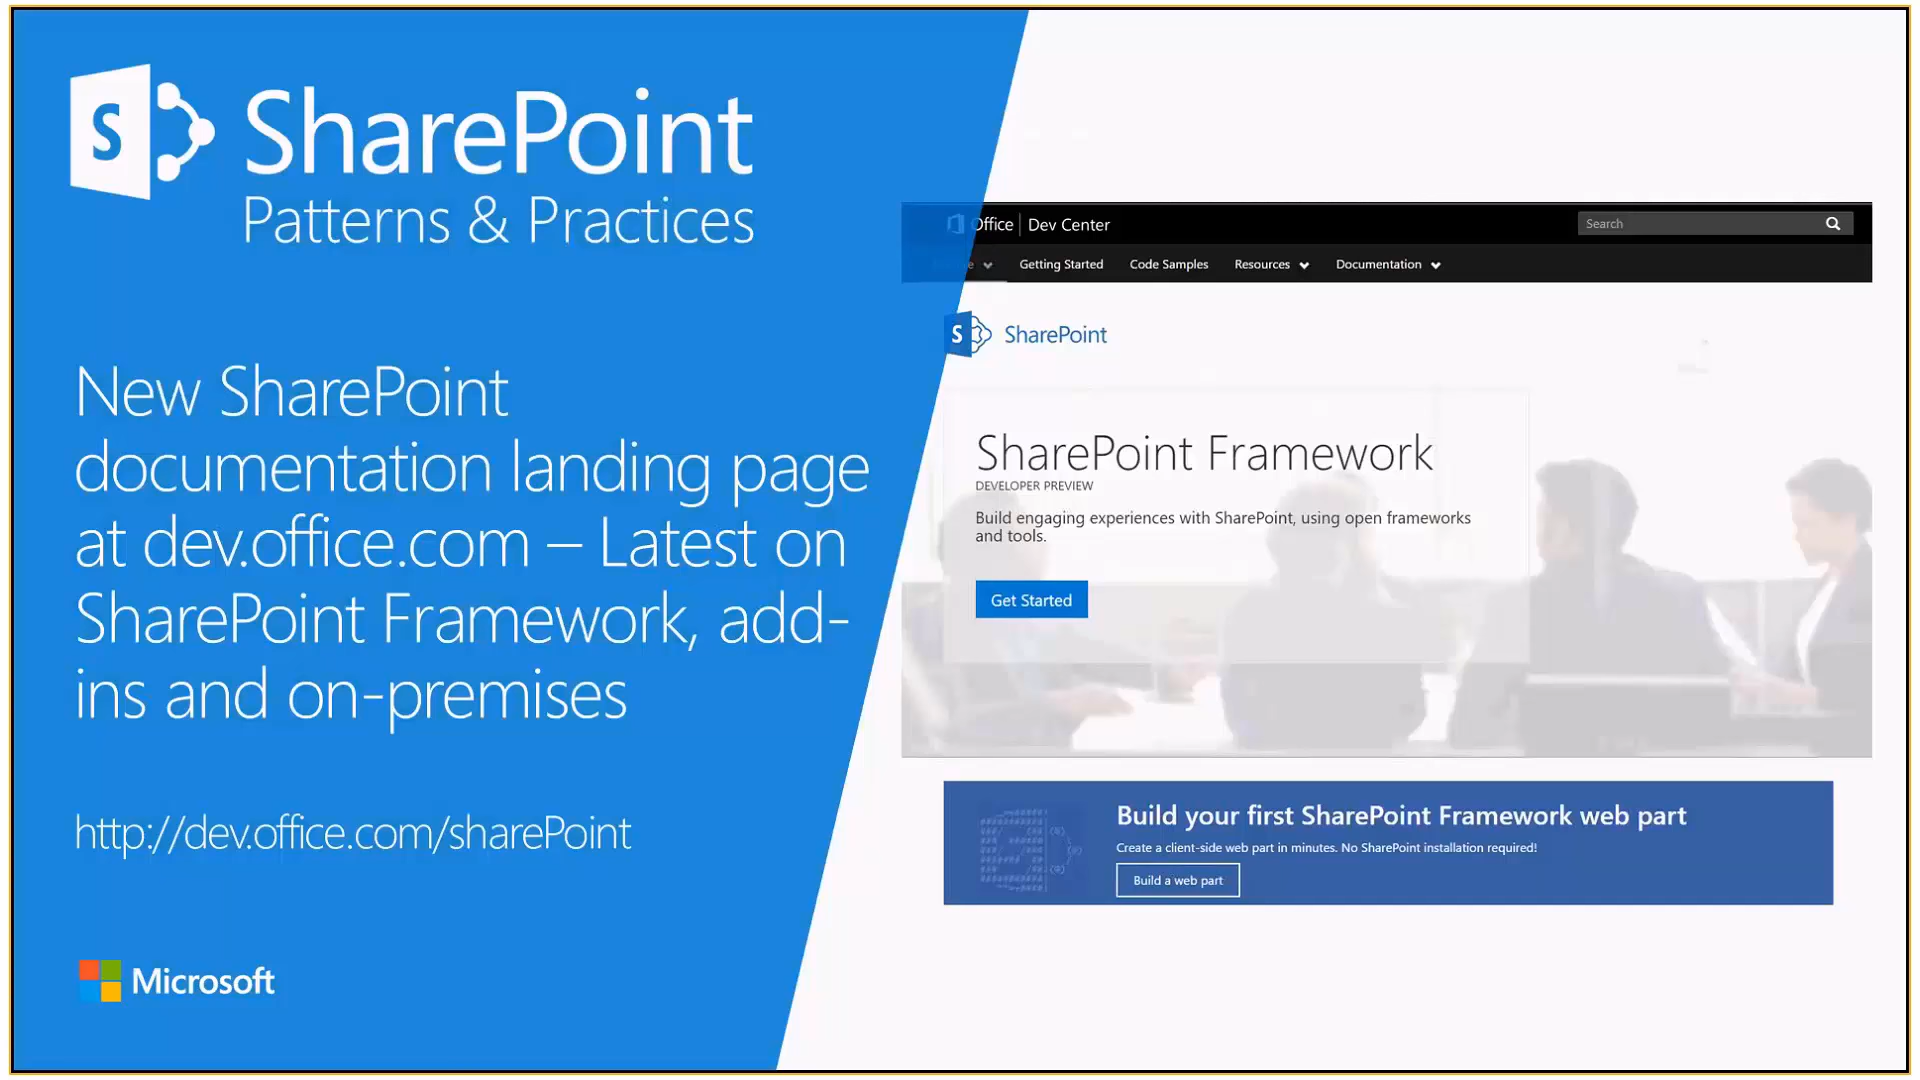 S
SharePoint
Patterns & Practices
New SharePoint
documentation landing page
at dev.office.com – Latest on
SharePoint Framework, add-
ins and on-premises
http://dev.office.com/sharePoint
Microsoft
Office | Dev Center
Search
Getting Started Code Samples Resources Documentation
S SharePoint
SharePoint Framework
DEVELOPER PREVIEW
Build engaging experiences with SharePoint, using open frameworks
and tools.
Get Started
Build your first SharePoint Framework web part
Create a client-side web part in minutes. No SharePoint installation required!
Build a web part